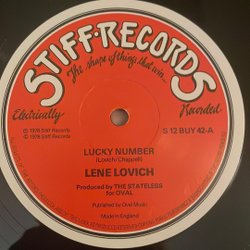 STIFF·RECORDS
The shape of things that win...
Electrically
Recorded
℗ 1978 Stiff Records
© 1978 Stiff Records
S 12 BUY 42-A
LUCKY NUMBER
(Lovich/Chappell)
LENE LOVICH
Produced by THE STATELESS
for OVAL
Published by Oval Music
Made in England